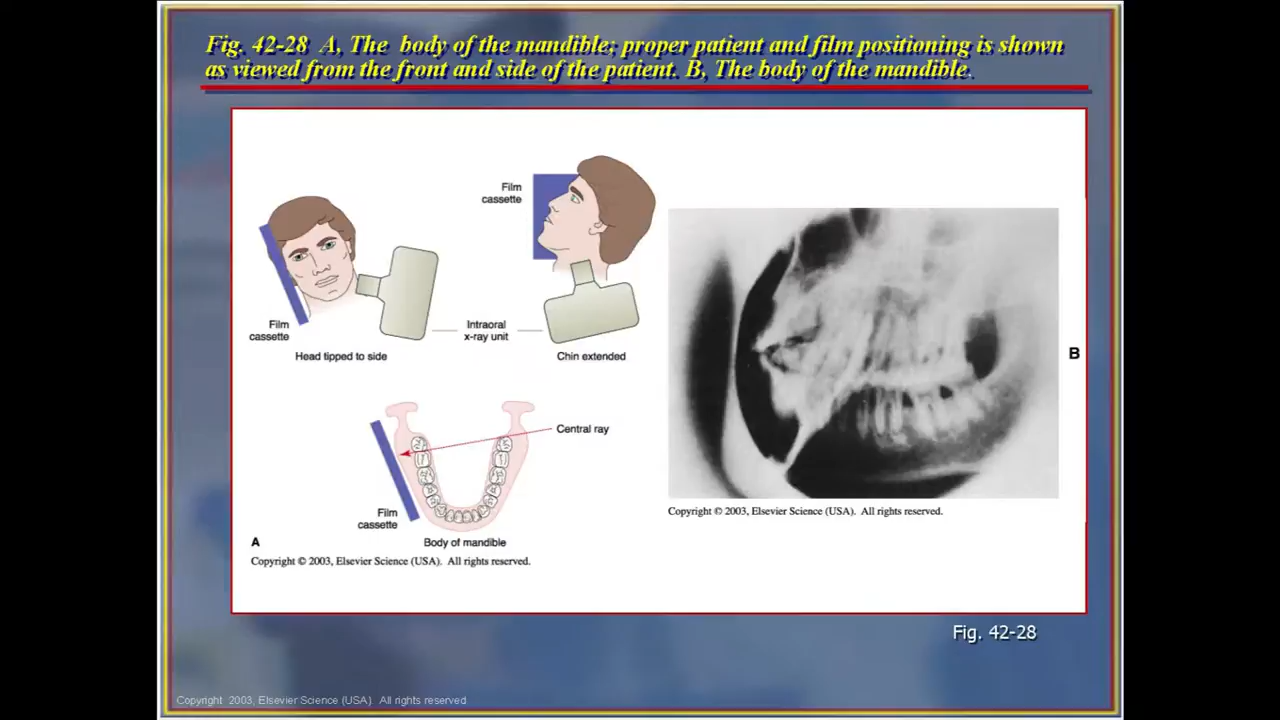 Fig. 42-28 A, The body of the mandible; proper patient and film positioning is shown
as viewed from the front and side of the patient. B, The body of the mandible.
Film
cassette
Film
cassette
Intraoral
x-ray unit
Head tipped to side
Chin extended
B
Central ray
Film
cassette
Body of mandible
A
Copyright © 2003, Elsevier Science (USA). All rights reserved.
Copyright © 2003, Elsevier Science (USA). All rights reserved.
Fig. 42-28
Copyright 2003, Elsevier Science (USA). All rights reserved